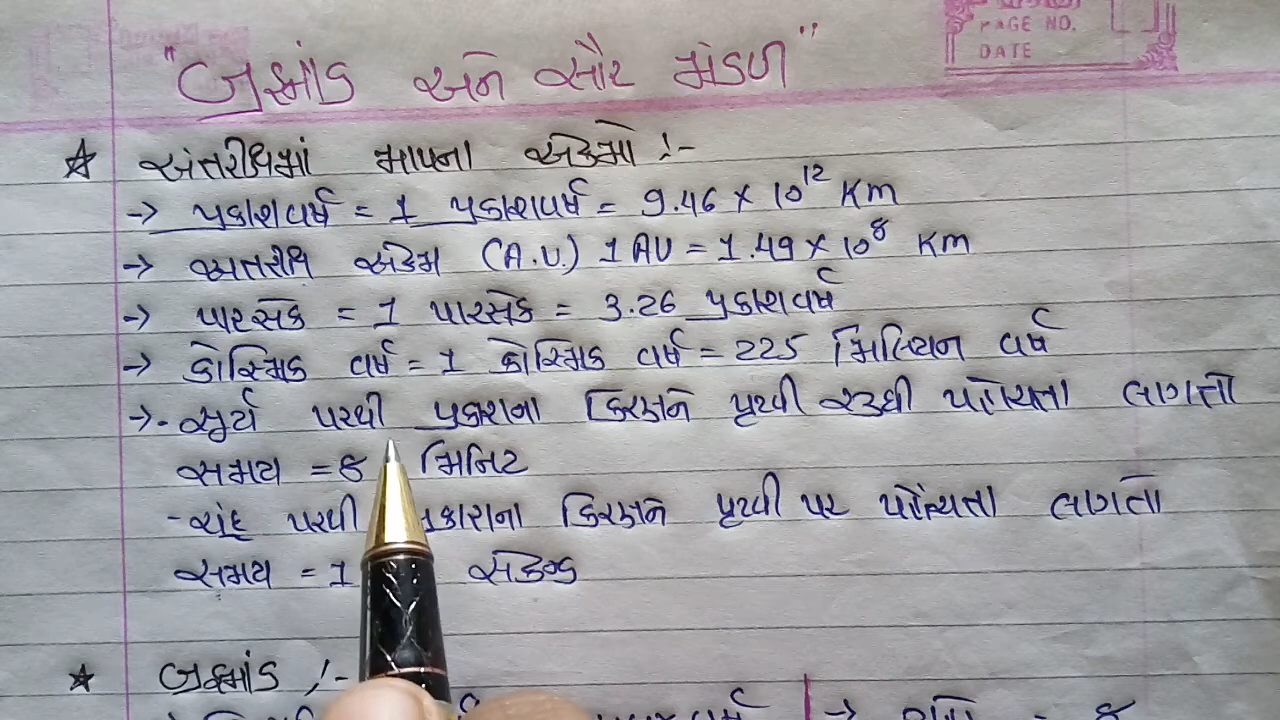 PAGE NO.
DATE
"બ્રહ્માંડ અને સૌર મંડળ"
☆ અંતરીક્ષમાં માપના એકમો :-
→ પ્રકાશવર્ષ = 1 પ્રકાશવર્ષ = 9.46 × 10¹² Km
→ અંતરીક્ષ એકમ (A.U.) 1 AU = 1.49 × 10⁸ Km
→ પારસેક = 1 પારસેક = 3.26 પ્રકાશવર્ષ
→ કોસ્મિક વર્ષ = 1 કોસ્મિક વર્ષ = 225 મિલિયન વર્ષ
→ - સૂર્ય પરથી પ્રકાશના કિરણને પૃથ્વી સુધી પહોંચતા લાગતો
સમય = 8 મિનિટ
- ચંદ્ર પરથી પ્રકાશના કિરણને પૃથ્વી પર પહોંચતા લાગતો
સમય = 1 સેકન્ડ
☆ બ્રહ્માંડ :-